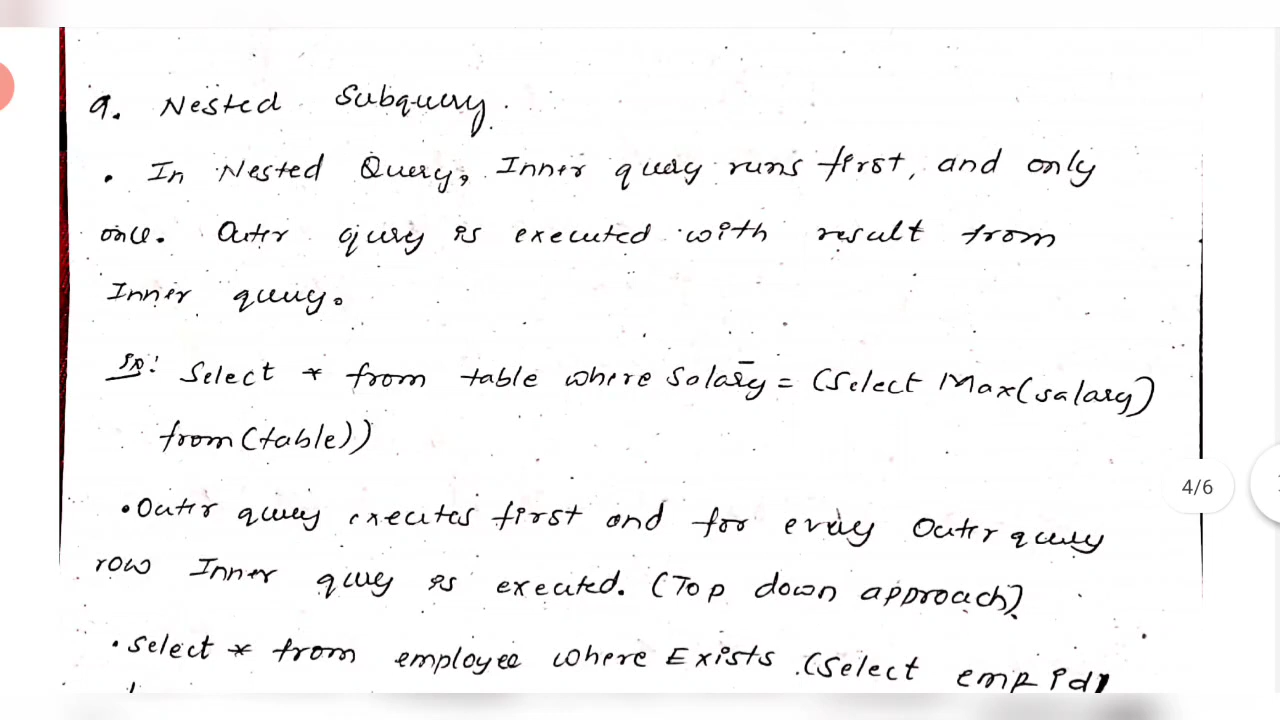 9. Nested Subquery.
• In Nested Query, Inner query runs first, and only
once. Outer query is executed with result from
Inner query.
Ex: Select * from table where Salary = (Select Max(salary)
from(table))
• Outer query executes first and for every Outer query
row Inner query is executed. (Top down approach)
4/6
• Select * from employee where Exists (Select emp id